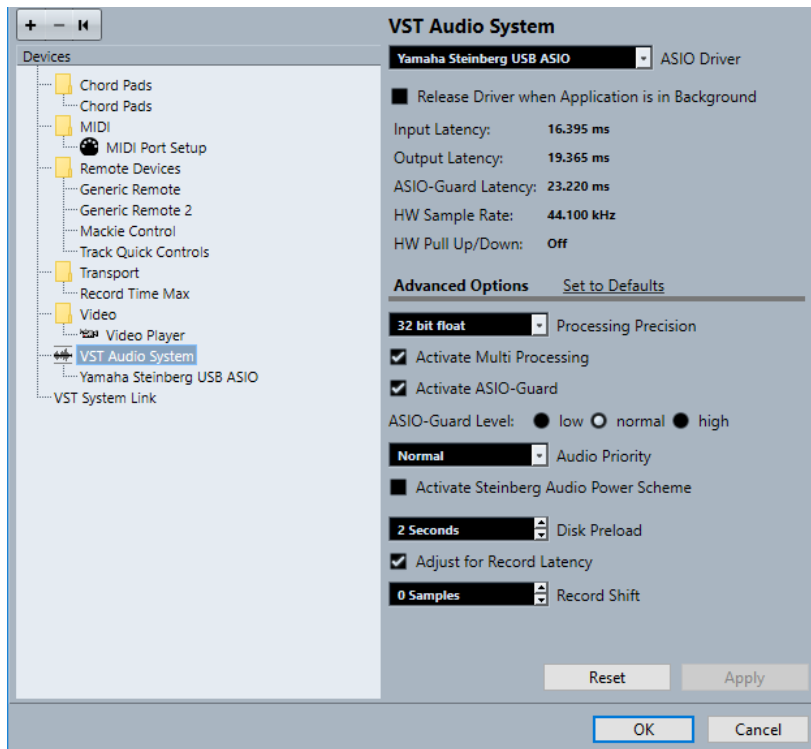 Devices
Chord Pads
Chord Pads
MIDI
MIDI Port Setup
Remote Devices
Generic Remote
Generic Remote 2
Mackie Control
Track Quick Controls
Transport
Record Time Max
Video
Video Player
VST Audio System
Yamaha Steinberg USB ASIO
VST System Link
VST Audio System
Yamaha Steinberg USB ASIO ASIO Driver
Release Driver when Application is in Background
Input Latency: 16.395 ms
Output Latency: 19.365 ms
ASIO-Guard Latency: 23.220 ms
HW Sample Rate: 44.100 kHz
HW Pull Up/Down: Off
Advanced Options Set to Defaults
32 bit float Processing Precision
Activate Multi Processing
Activate ASIO-Guard
ASIO-Guard Level: low normal high
Normal Audio Priority
Activate Steinberg Audio Power Scheme
2 Seconds Disk Preload
Adjust for Record Latency
0 Samples Record Shift
Reset Apply
OK Cancel